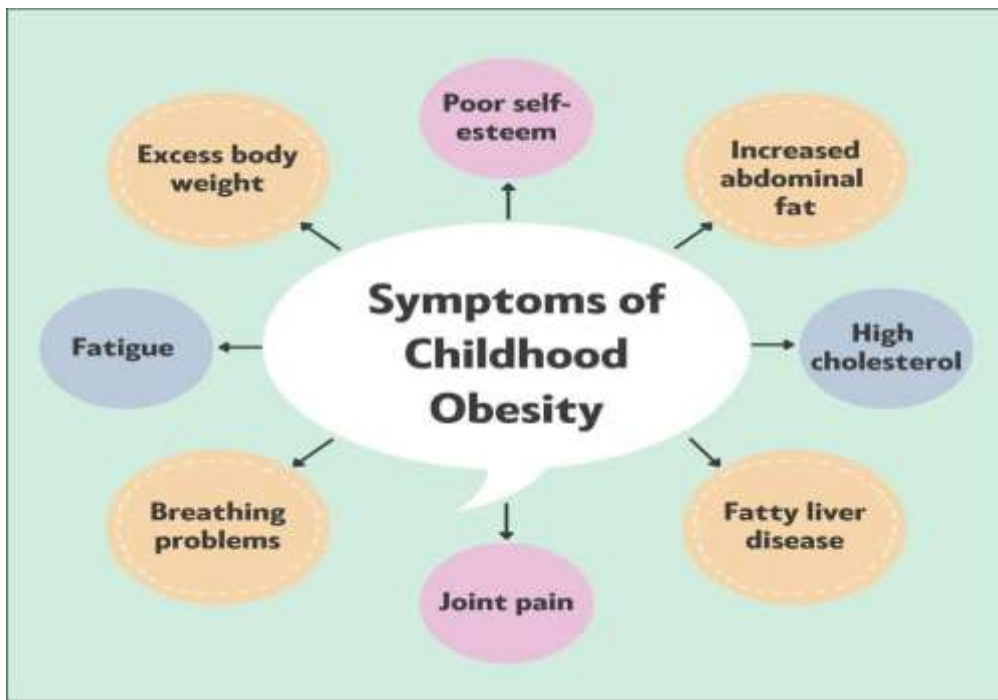 Poor self-
esteem
Excess body
weight
Increased
abdominal
fat
Symptoms of
Childhood
Obesity
Fatigue
High
cholesterol
Breathing
problems
Fatty liver
disease
Joint pain